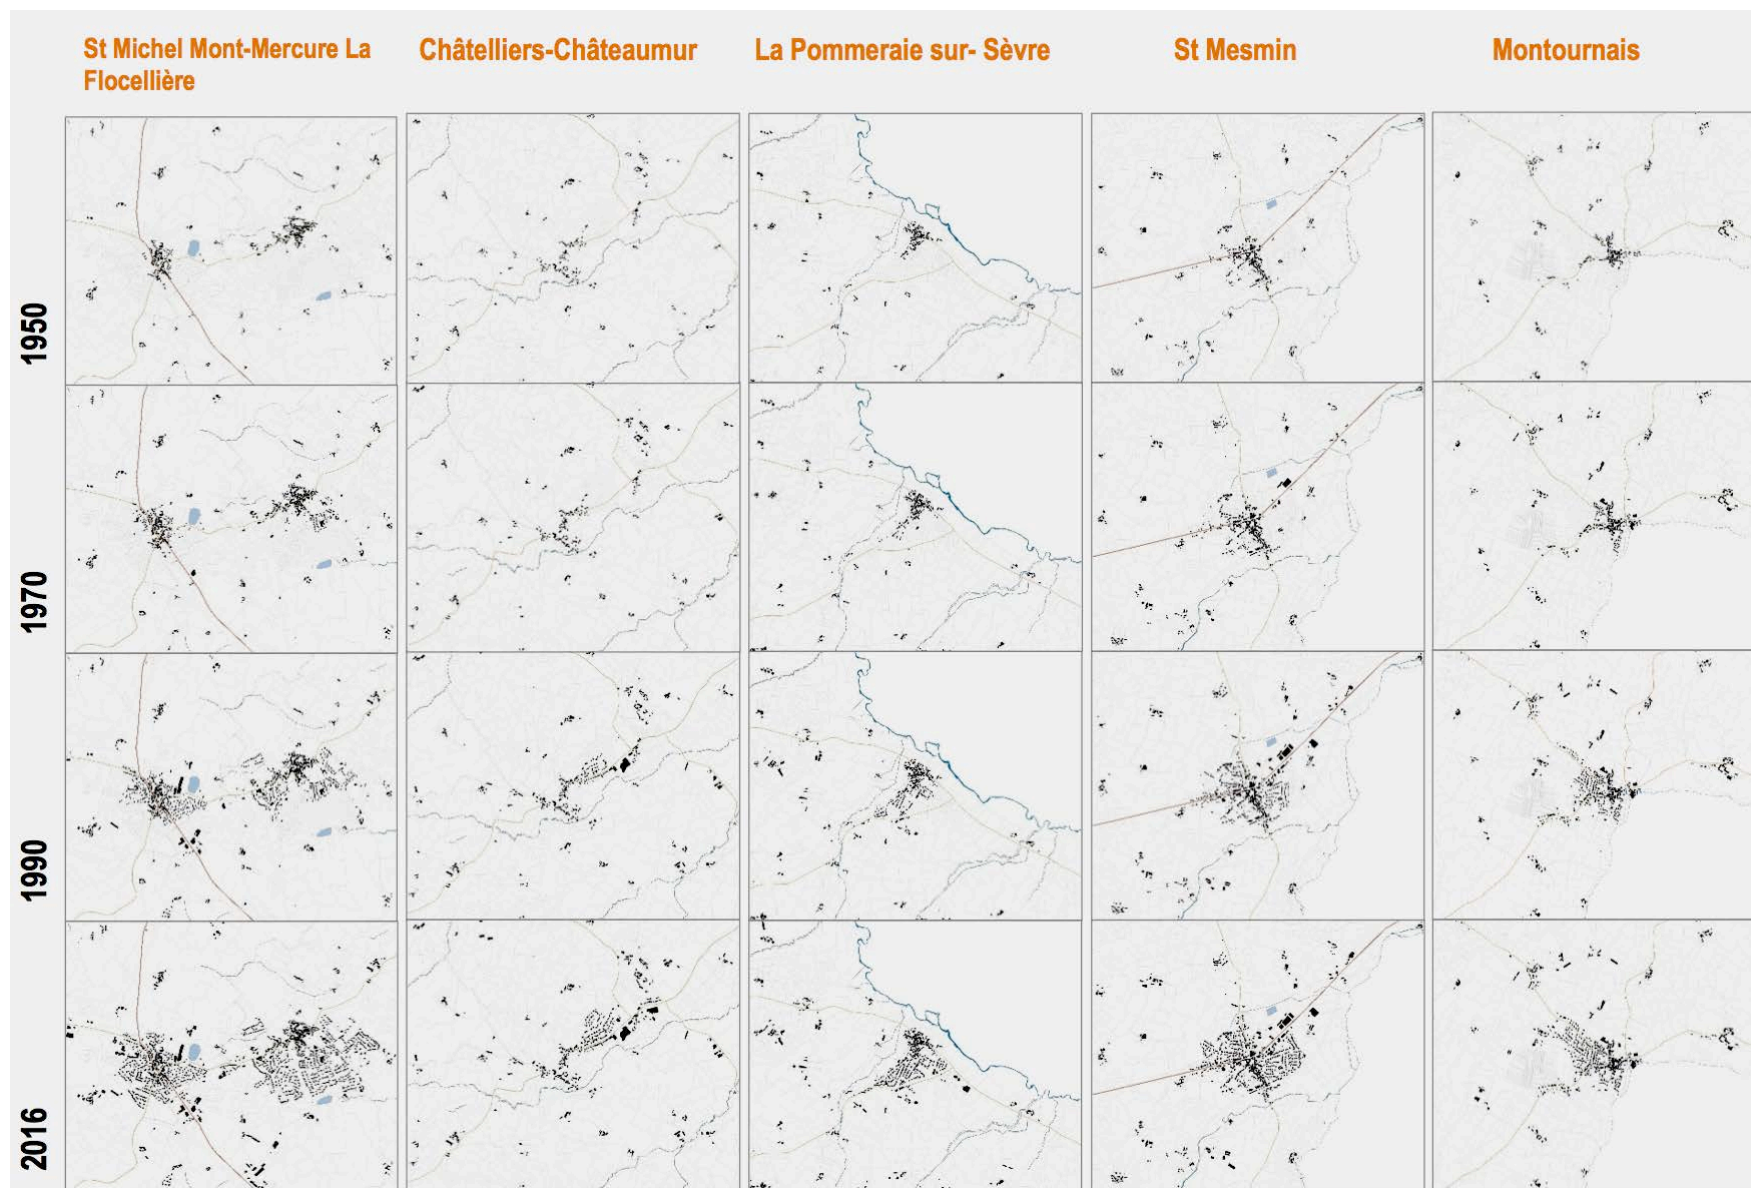 St Michel Mont-Mercure La
Flocellière
Châtelliers-Châteaumur
La Pommeraie sur- Sèvre
St Mesmin
Montournais
1950
1970
1990
2016